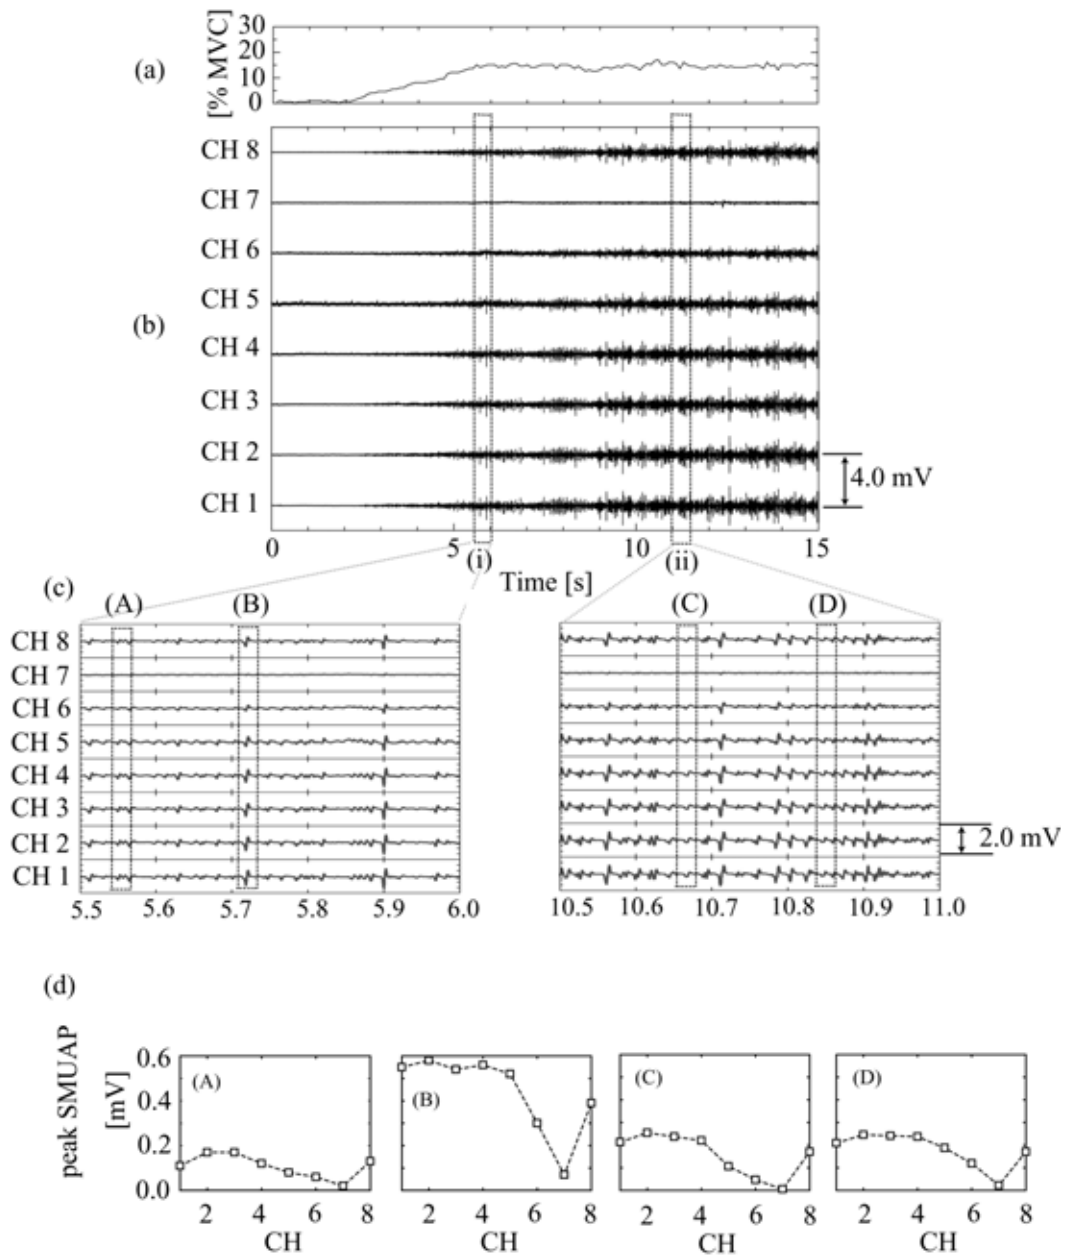 (a)
[% MVC]
30
20
10
0
(b)
CH 8
CH 7
CH 6
CH 5
CH 4
CH 3
CH 2
CH 1
4.0 mV
0 5 10 15
(i) (ii)
Time [s]
(c)
(A) (B) (C) (D)
CH 8
CH 7
CH 6
CH 5
CH 4
CH 3
CH 2
CH 1
2.0 mV
5.5 5.6 5.7 5.8 5.9 6.0
10.5 10.6 10.7 10.8 10.9 11.0
(d)
peak SMUAP
[mV]
0.6
0.4
0.2
0.0
(A) (B) (C) (D)
2 4 6 8 2 4 6 8 2 4 6 8 2 4 6 8
CH CH CH CH